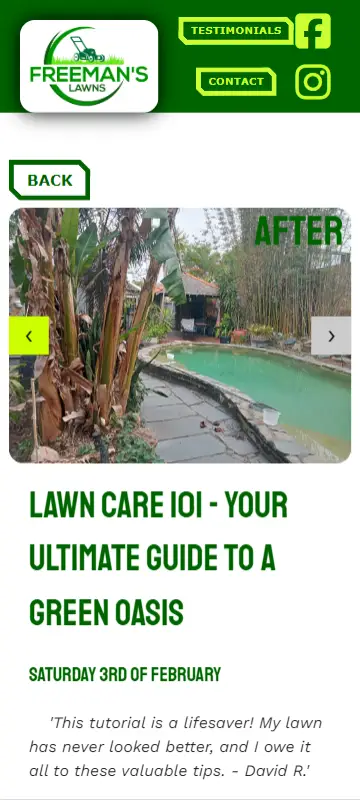 TESTIMONIALS
FREEMAN'S
LAWNS
CONTACT
BACK
AFTER
‹
›
LAWN CARE 101 - YOUR
ULTIMATE GUIDE TO A
GREEN OASIS
SATURDAY 3RD OF FEBRUARY
'This tutorial is a lifesaver! My lawn
has never looked better, and I owe it
all to these valuable tips. - David R.'